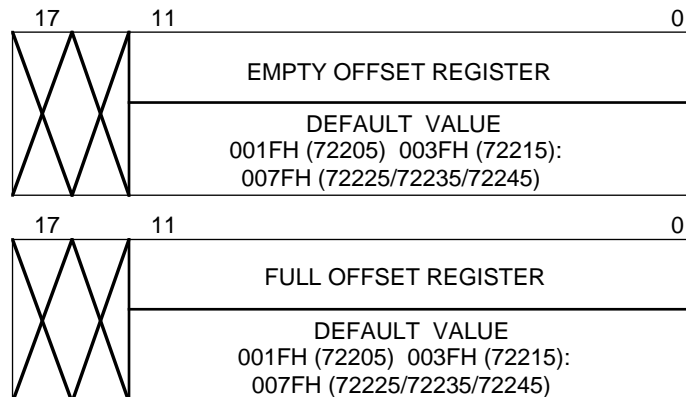 17 11 0
EMPTY OFFSET REGISTER
DEFAULT VALUE
001FH (72205) 003FH (72215):
007FH (72225/72235/72245)
17 11 0
FULL OFFSET REGISTER
DEFAULT VALUE
001FH (72205) 003FH (72215):
007FH (72225/72235/72245)